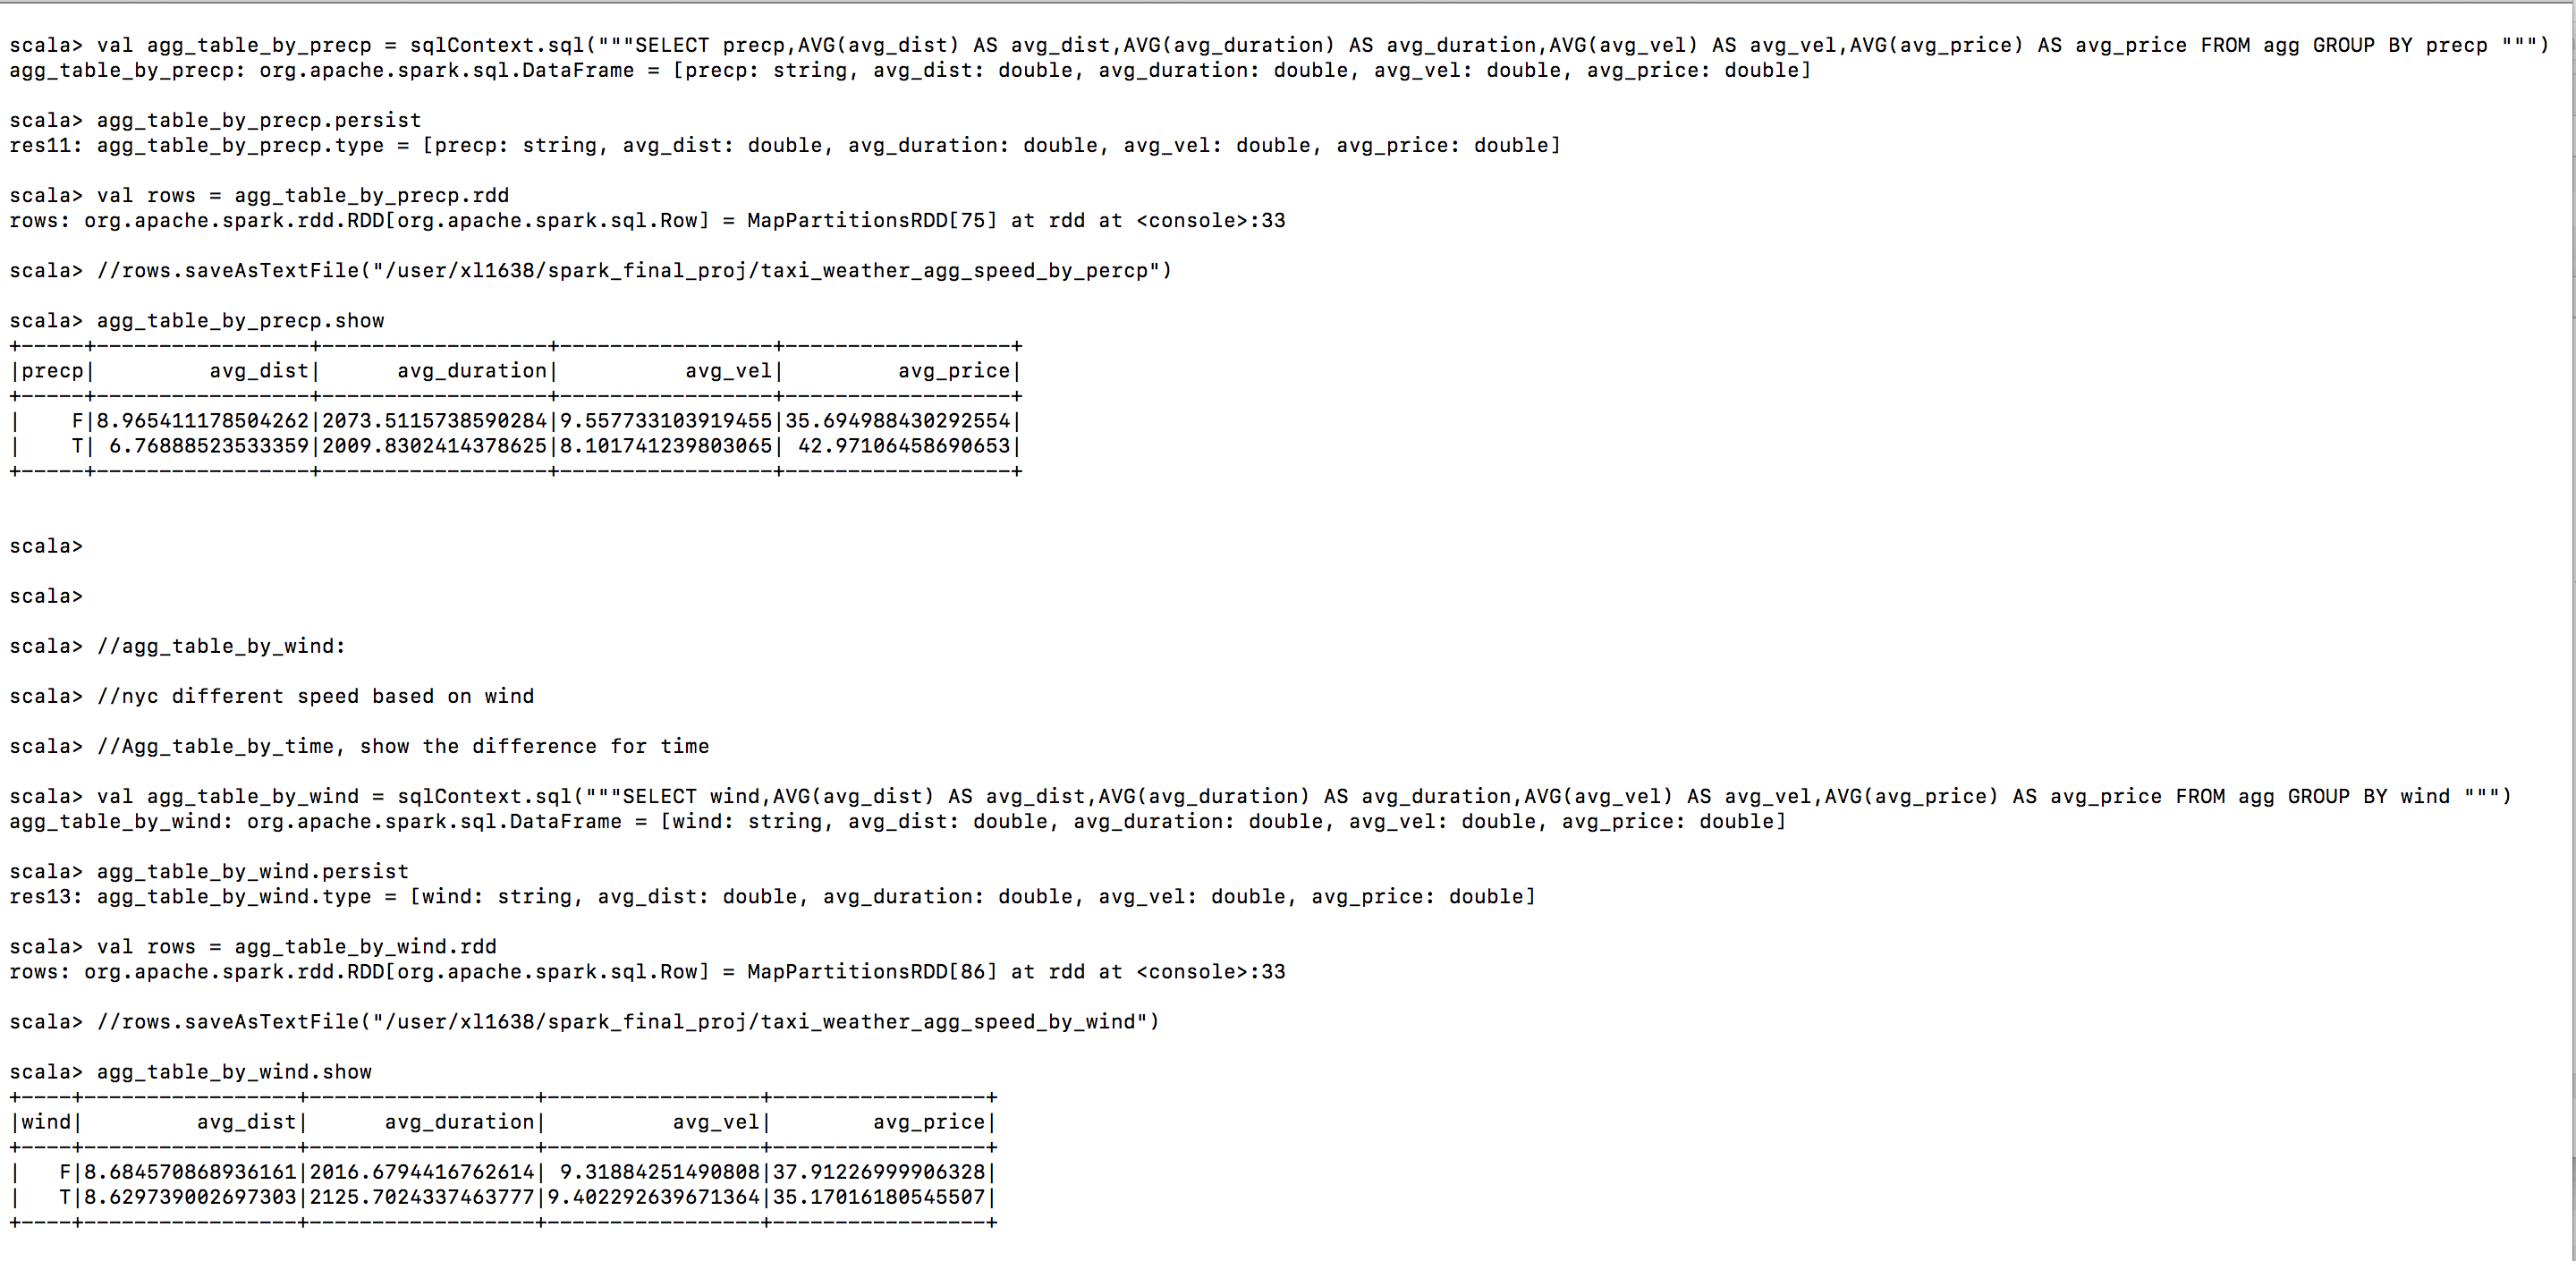 scala> val agg_table_by_precp = sqlContext.sql("""SELECT precp,AVG(avg_dist) AS avg_dist,AVG(avg_duration) AS avg_duration,AVG(avg_vel) AS avg_vel,AVG(avg_price) AS avg_price FROM agg GROUP BY precp """)
agg_table_by_precp: org.apache.spark.sql.DataFrame = [precp: string, avg_dist: double, avg_duration: double, avg_vel: double, avg_price: double]
scala> agg_table_by_precp.persist
res11: agg_table_by_precp.type = [precp: string, avg_dist: double, avg_duration: double, avg_vel: double, avg_price: double]
scala> val rows = agg_table_by_precp.rdd
rows: org.apache.spark.rdd.RDD[org.apache.spark.sql.Row] = MapPartitionsRDD[75] at rdd at <console>:33
scala> //rows.saveAsTextFile("/user/xl1638/spark_final_proj/taxi_weather_agg_speed_by_percp")
scala> agg_table_by_precp.show
+-----+-----------------+------------------+-----------------+------------------+
|precp|         avg_dist|      avg_duration|          avg_vel|         avg_price|
+-----+-----------------+------------------+-----------------+------------------+
|    F|8.965411178504262|2073.5115738590284|9.557733103919455|35.694988430292554|
|    T| 6.76888523533359|2009.8302414378625|8.101741239803065| 42.97106458690653|
+-----+-----------------+------------------+-----------------+------------------+
scala>
scala>
scala> //agg_table_by_wind:
scala> //nyc different speed based on wind
scala> //Agg_table_by_time, show the difference for time
scala> val agg_table_by_wind = sqlContext.sql("""SELECT wind,AVG(avg_dist) AS avg_dist,AVG(avg_duration) AS avg_duration,AVG(avg_vel) AS avg_vel,AVG(avg_price) AS avg_price FROM agg GROUP BY wind """)
agg_table_by_wind: org.apache.spark.sql.DataFrame = [wind: string, avg_dist: double, avg_duration: double, avg_vel: double, avg_price: double]
scala> agg_table_by_wind.persist
res13: agg_table_by_wind.type = [wind: string, avg_dist: double, avg_duration: double, avg_vel: double, avg_price: double]
scala> val rows = agg_table_by_wind.rdd
rows: org.apache.spark.rdd.RDD[org.apache.spark.sql.Row] = MapPartitionsRDD[86] at rdd at <console>:33
scala> //rows.saveAsTextFile("/user/xl1638/spark_final_proj/taxi_weather_agg_speed_by_wind")
scala> agg_table_by_wind.show
+----+-----------------+------------------+-----------------+-----------------+
|wind|         avg_dist|      avg_duration|          avg_vel|        avg_price|
+----+-----------------+------------------+-----------------+-----------------+
|   F|8.684570868936161|2016.6794416762614| 9.31884251490808|37.91226999906328|
|   T|8.629739002697303|2125.7024337463777|9.402292639671364|35.17016180545507|
+----+-----------------+------------------+-----------------+-----------------+